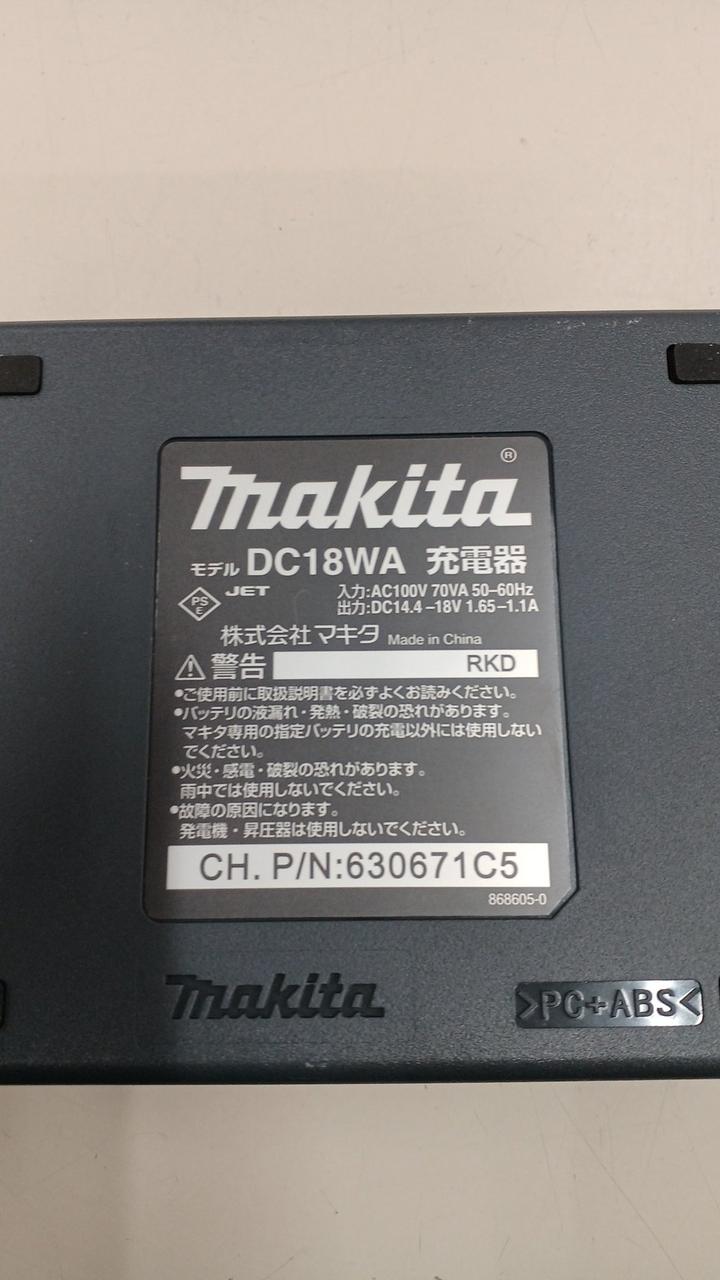 makita®
モデル DC18WA 充電器
PS E JET 入力:AC100V 70VA 50-60Hz
出力:DC14.4-18V 1.65-1.1A
株式会社マキタ Made in China
警告 RKD
●ご使用前に取扱説明書を必ずよくお読みください。
●バッテリの液漏れ・発熱・破裂の恐れがあります。
マキタ専用の指定バッテリの充電以外には使用しない
でください。
●火災・感電・破裂の恐れがあります。
雨中では使用しないでください。
●故障の原因になります。
発電機・昇圧器は使用しないでください。
CH. P/N:630671C5
868605-0
makita
>PC+ABS<